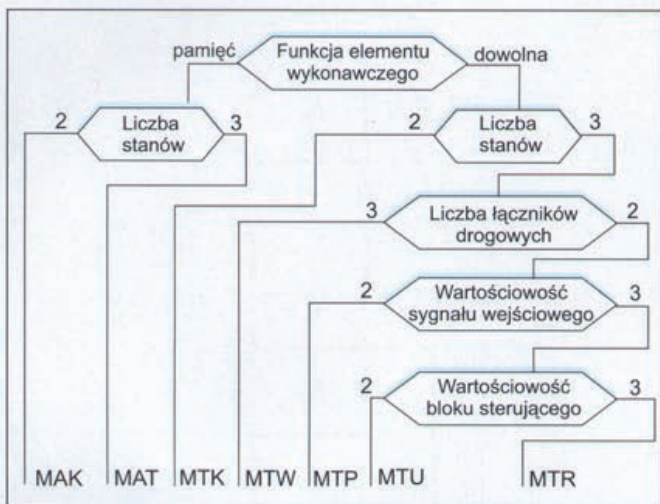 pamięć
Funkcja elementu
wykonawczego
dowolna
2
Liczba
stanów
3
2
Liczba
stanów
3
3
Liczba łączników
drogowych
2
2
Wartościowość
sygnału wejściowego
3
2
Wartościowość
bloku sterującego
3
MAK MAT MTK MTW MTP MTU MTR